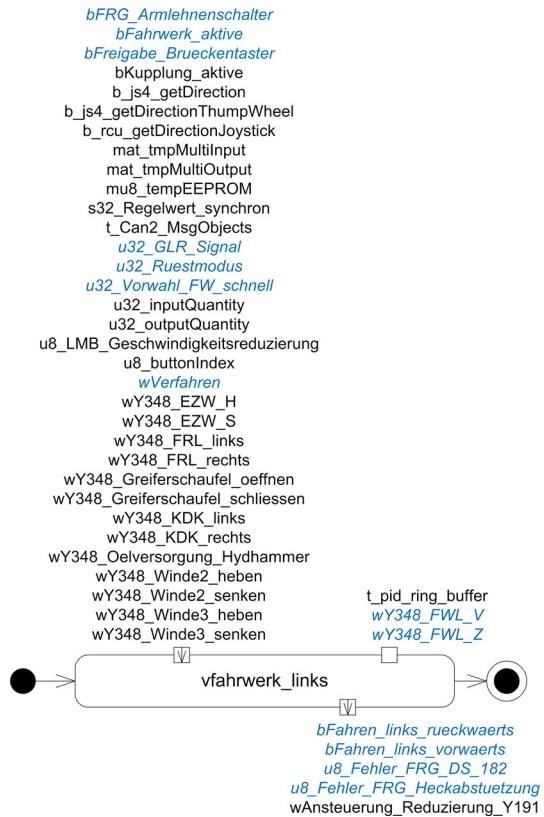 bFRG_Armlehnenschalter
bFahrwerk_aktive
bFreigabe_Brueckentaster
bKupplung_aktive
b_js4_getDirection
b_js4_getDirectionThumpWheel
b_rcu_getDirectionJoystick
mat_tmpMultiInput
mat_tmpMultiOutput
mu8_tempEEPROM
s32_Regelwert_synchron
t_Can2_MsgObjects
u32_GLR_Signal
u32_Ruestmodus
u32_Vorwahl_FW_schnell
u32_inputQuantity
u32_outputQuantity
u8_LMB_Geschwindigkeitsreduzierung
u8_buttonIndex
wVerfahren
wY348_EZW_H
wY348_EZW_S
wY348_FRL_links
wY348_FRL_rechts
wY348_Greiferschaufel_oeffnen
wY348_Greiferschaufel_schliessen
wY348_KDK_links
wY348_KDK_rechts
wY348_Oelversorgung_Hydhammer
wY348_Winde2_heben
wY348_Winde2_senken
wY348_Winde3_heben
wY348_Winde3_senken
t_pid_ring_buffer
wY348_FWL_V
wY348_FWL_Z
vfahrwerk_links
bFahren_links_rueckwaerts
bFahren_links_vorwaerts
u8_Fehler_FRG_DS_182
u8_Fehler_FRG_Heckabstuetzung
wAnsteuerung_Reduzierung_Y191